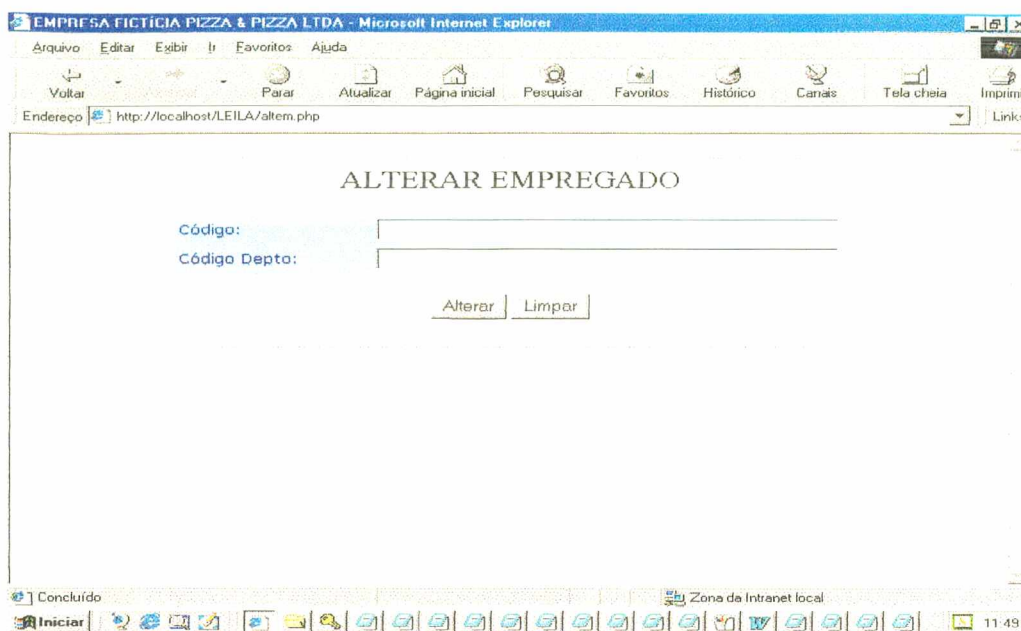 EMPRESA FICTÍCIA PIZZA & PIZZA LTDA - Microsoft Internet Explorer
Arquivo Editar Exibir Ir Favoritos Ajuda
Voltar Parar Atualizar Página inicial Pesquisar Favoritos Histórico Canais Tela cheia Imprim
Endereço http://localhost/LEILA/altem.php Links
ALTERAR EMPREGADO
Código:
Código Depto:
Alterar Limpar
Concluído Zona da Intranet local
Iniciar 11:49